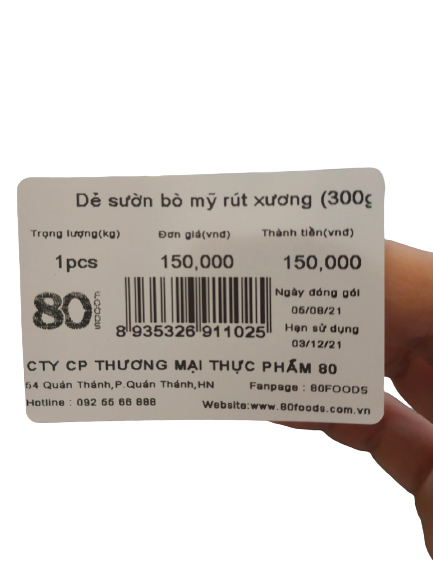 Dẻ sườn bò mỹ rút xương (300g
Trọng lượng(kg) Đơn giá(vnđ) Thành tiền(vnđ)
1pcs 150,000 150,000
80 FOODS
8 935326 911025
Ngày đóng gói
05/08/21
Hạn sử dụng
03/12/21
CTY CP THƯƠNG MẠI THỰC PHẨM 80
54 Quán Thánh,P.Quán Thánh,HN Fanpage : 80FOODS
Hotline : 092 55 66 888 Website:www.80foods.com.vn